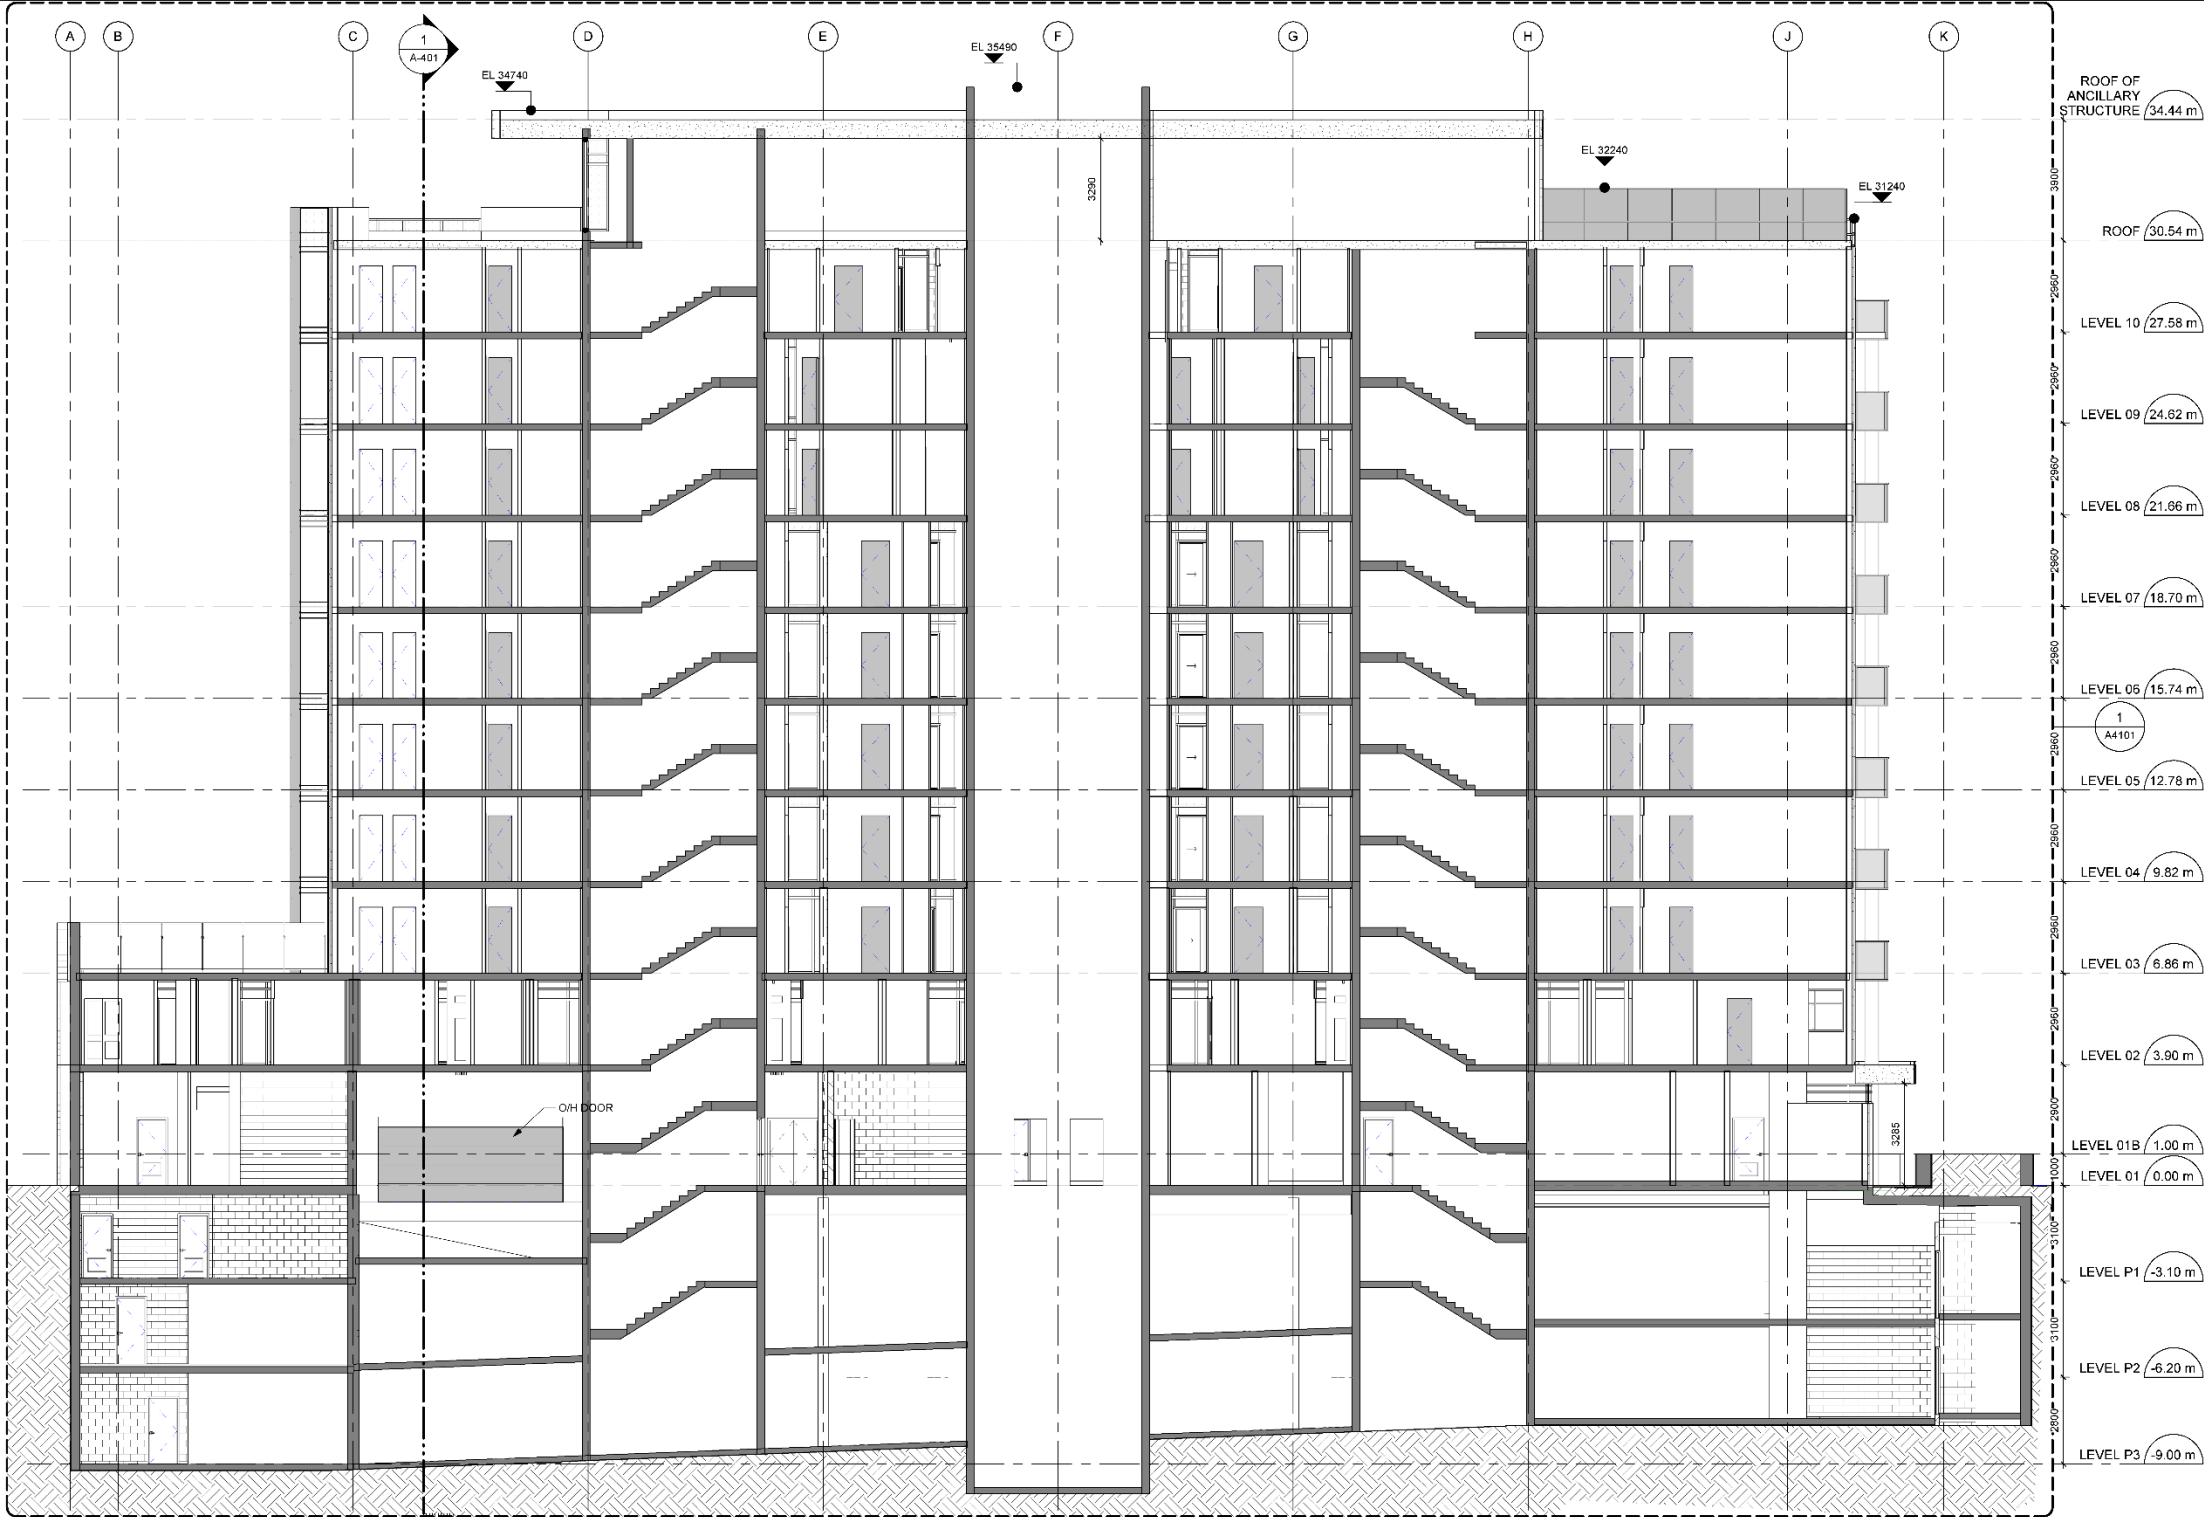 A
B
C
1
A-401
D
E
F
G
H
J
K
EL 34740
EL 35490
EL 32240
EL 31240
3290
ROOF OF
ANCILLARY
STRUCTURE 34.44 m
3900
ROOF 30.54 m
2960
LEVEL 10 27.58 m
2960
LEVEL 09 24.62 m
2960
LEVEL 08 21.66 m
2960
LEVEL 07 18.70 m
2960
LEVEL 06 15.74 m
1
A4101
2960
LEVEL 05 12.78 m
2960
LEVEL 04 9.82 m
2960
LEVEL 03 6.86 m
2960
LEVEL 02 3.90 m
2900
O/H DOOR
3285
LEVEL 01B 1.00 m
1000
LEVEL 01 0.00 m
3100
LEVEL P1 -3.10 m
3100
LEVEL P2 -6.20 m
2800
LEVEL P3 -9.00 m